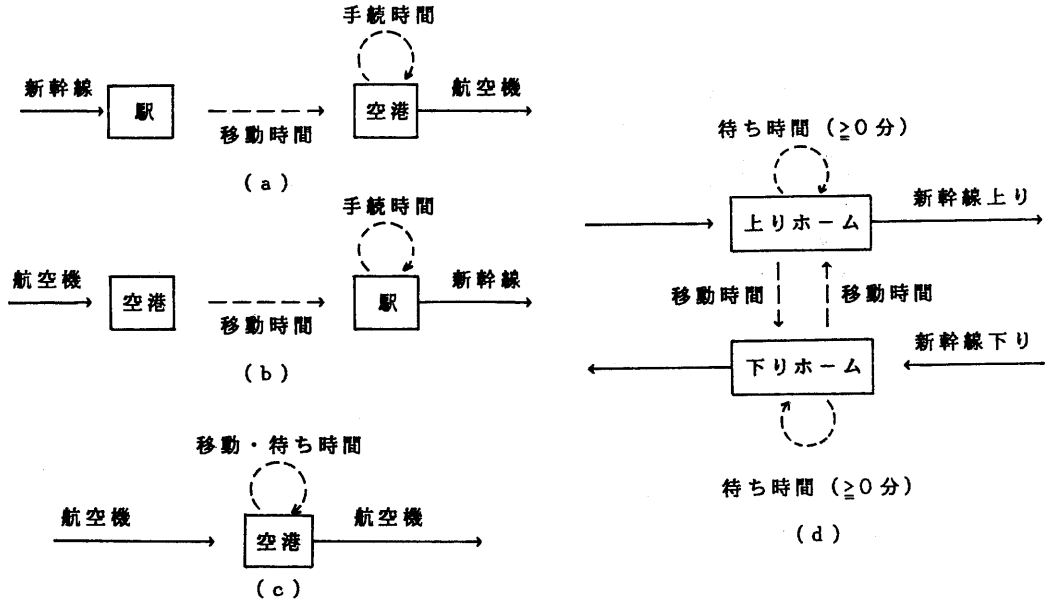 手続時間
新幹線
駅
空港
航空機
移動時間
(a)
手続時間
航空機
空港
駅
新幹線
移動時間
(b)
移動・待ち時間
航空機
空港
航空機
(c)
待ち時間(≧0分)
上りホーム
新幹線上り
移動時間
移動時間
新幹線下り
下りホーム
待ち時間(≧0分)
(d)